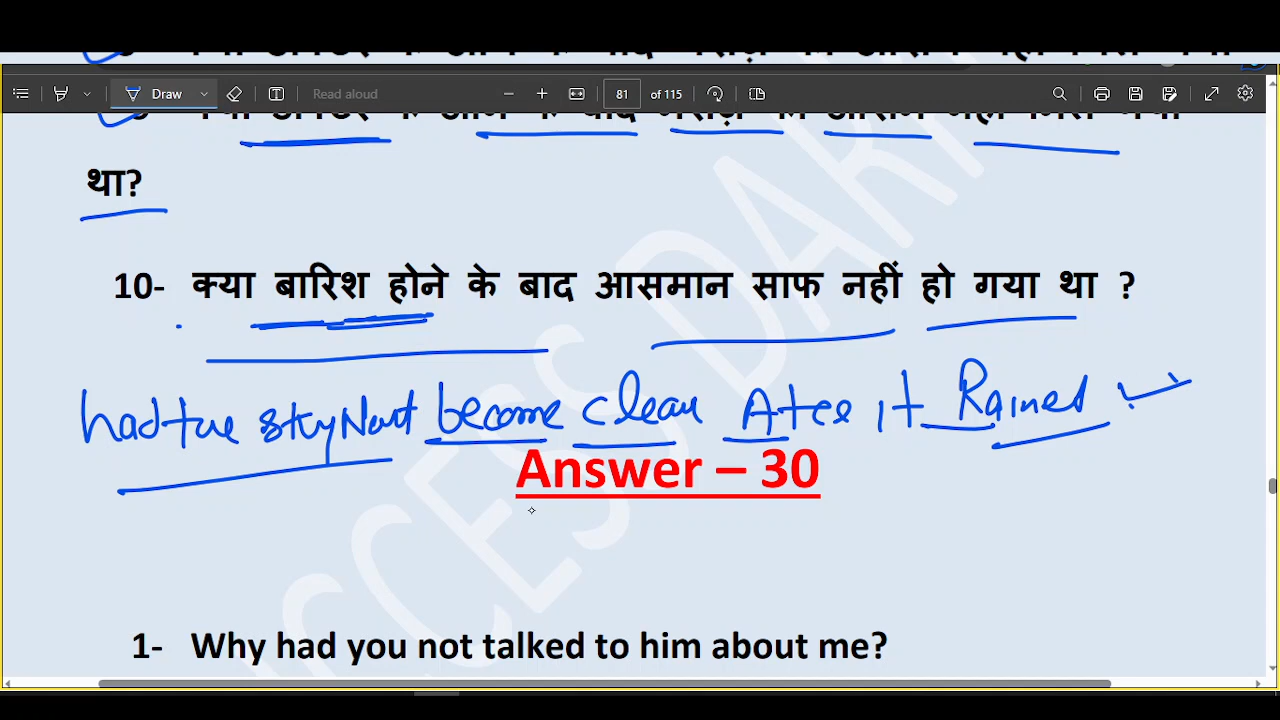 Draw
Read aloud
81 of 115
था?
10- क्या बारिश होने के बाद आसमान साफ नहीं हो गया था ?
had the sky Not become clean After it Rained
Answer – 30
1- Why had you not talked to him about me?